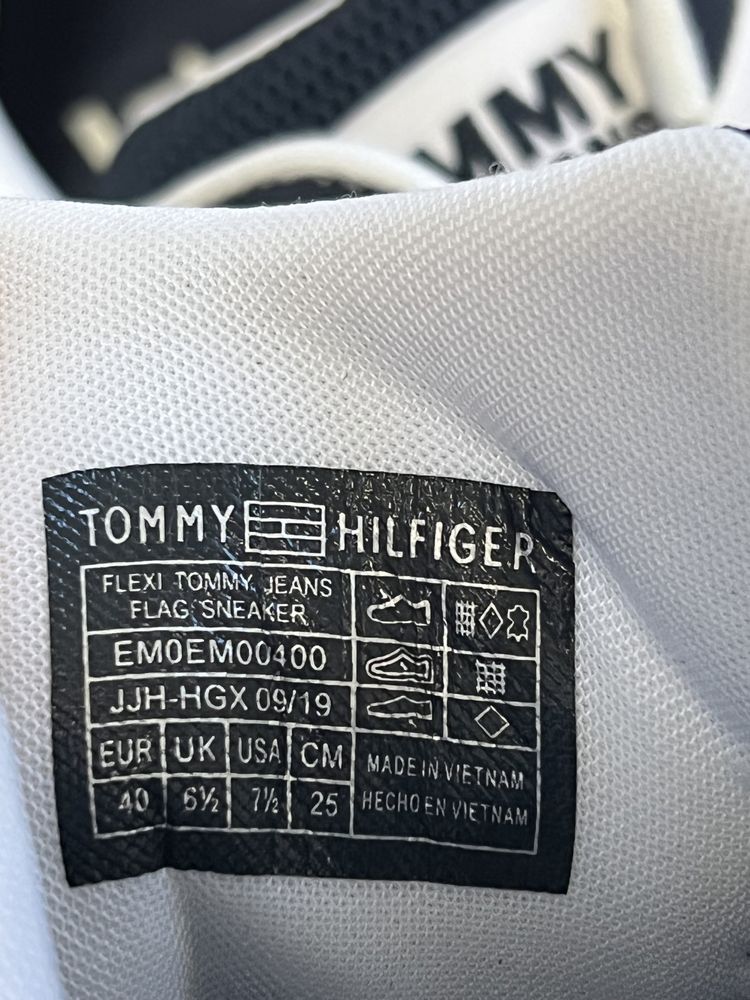 MMY
TOMMY HILFIGER
FLEXI TOMMY JEANS
FLAG SNEAKER
EM0EM00400
JJH-HGX 09/19
EUR UK USA CM
40 6½ 7½ 25
MADE IN VIETNAM
HECHO EN VIETNAM